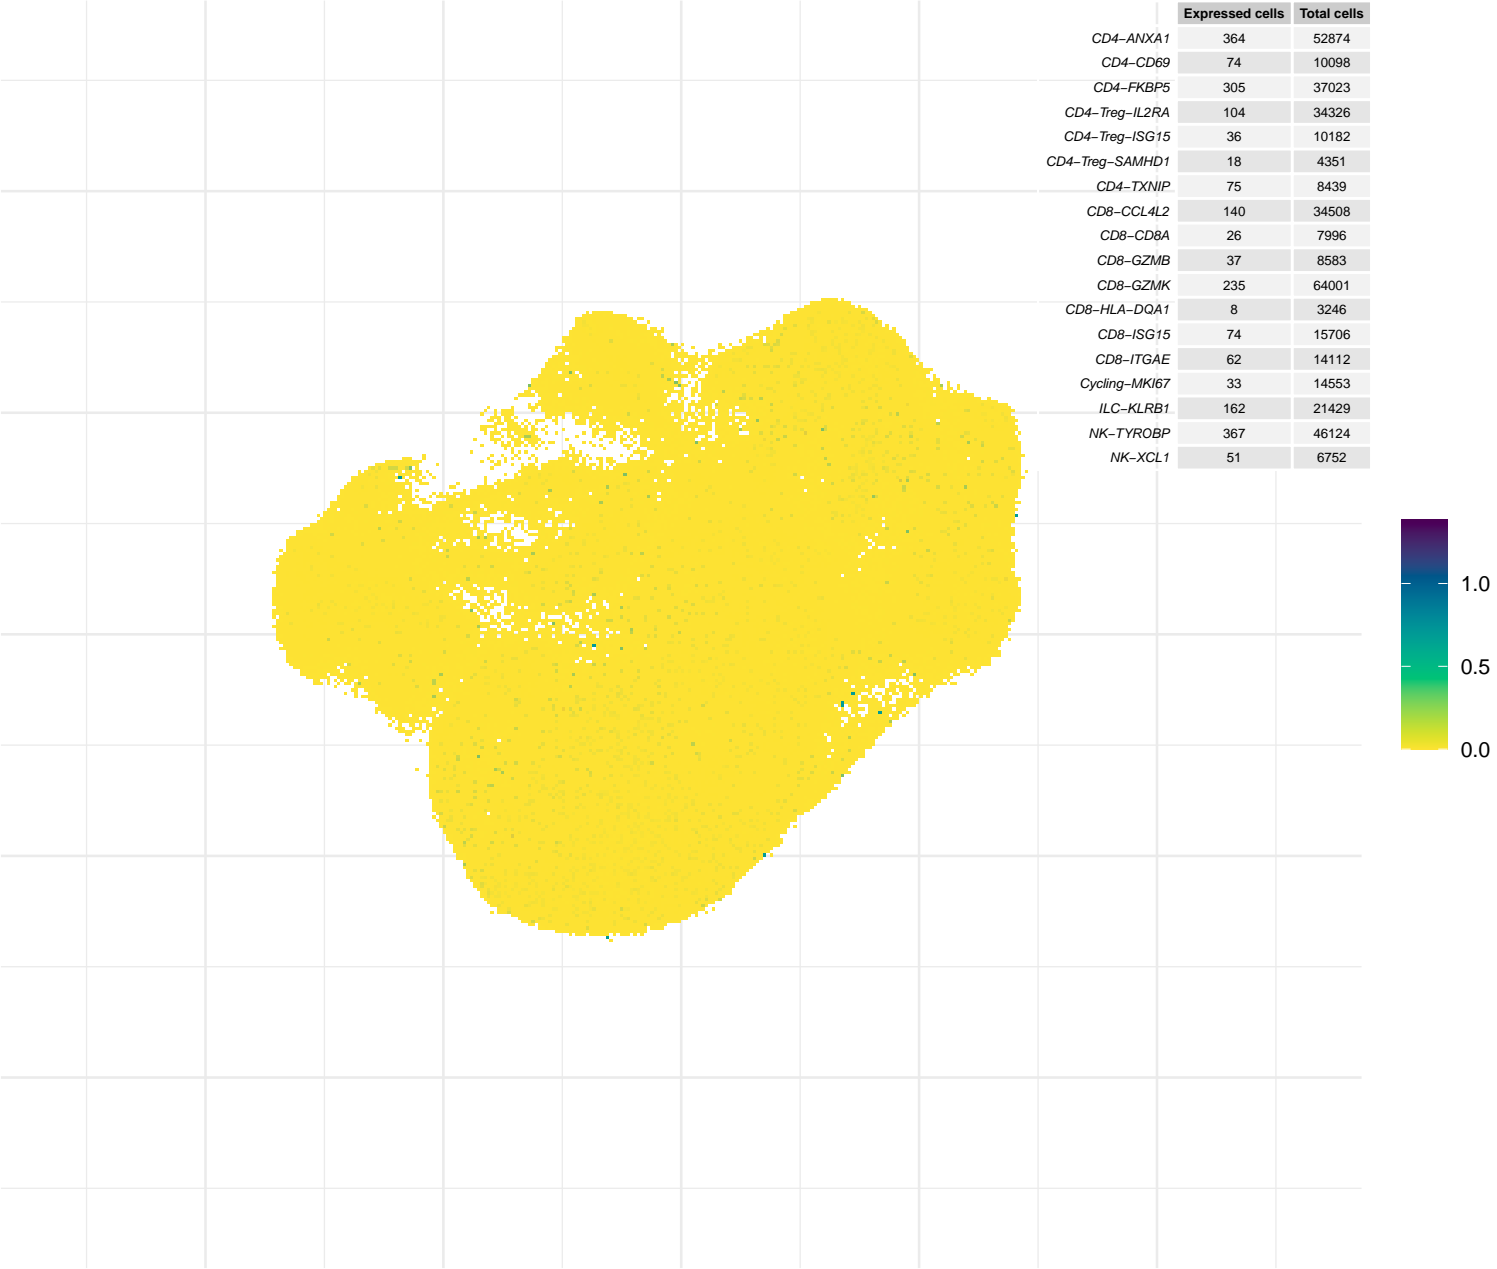 Expressed cells Total cells
CD4−ANXA1 364 52874
CD4−CD69 74 10098
CD4−FKBP5 305 37023
CD4−Treg−IL2RA 104 34326
CD4−Treg−ISG15 36 10182
CD4−Treg−SAMHD1 18 4351
CD4−TXNIP 75 8439
CD8−CCL4L2 140 34508
CD8−CD8A 26 7996
CD8−GZMB 37 8583
CD8−GZMK 235 64001
CD8−HLA−DQA1 8 3246
CD8−ISG15 74 15706
CD8−ITGAE 62 14112
Cycling−MKI67 33 14553
ILC−KLRB1 162 21429
NK−TYROBP 367 46124
NK−XCL1 51 6752
1.0
0.5
0.0